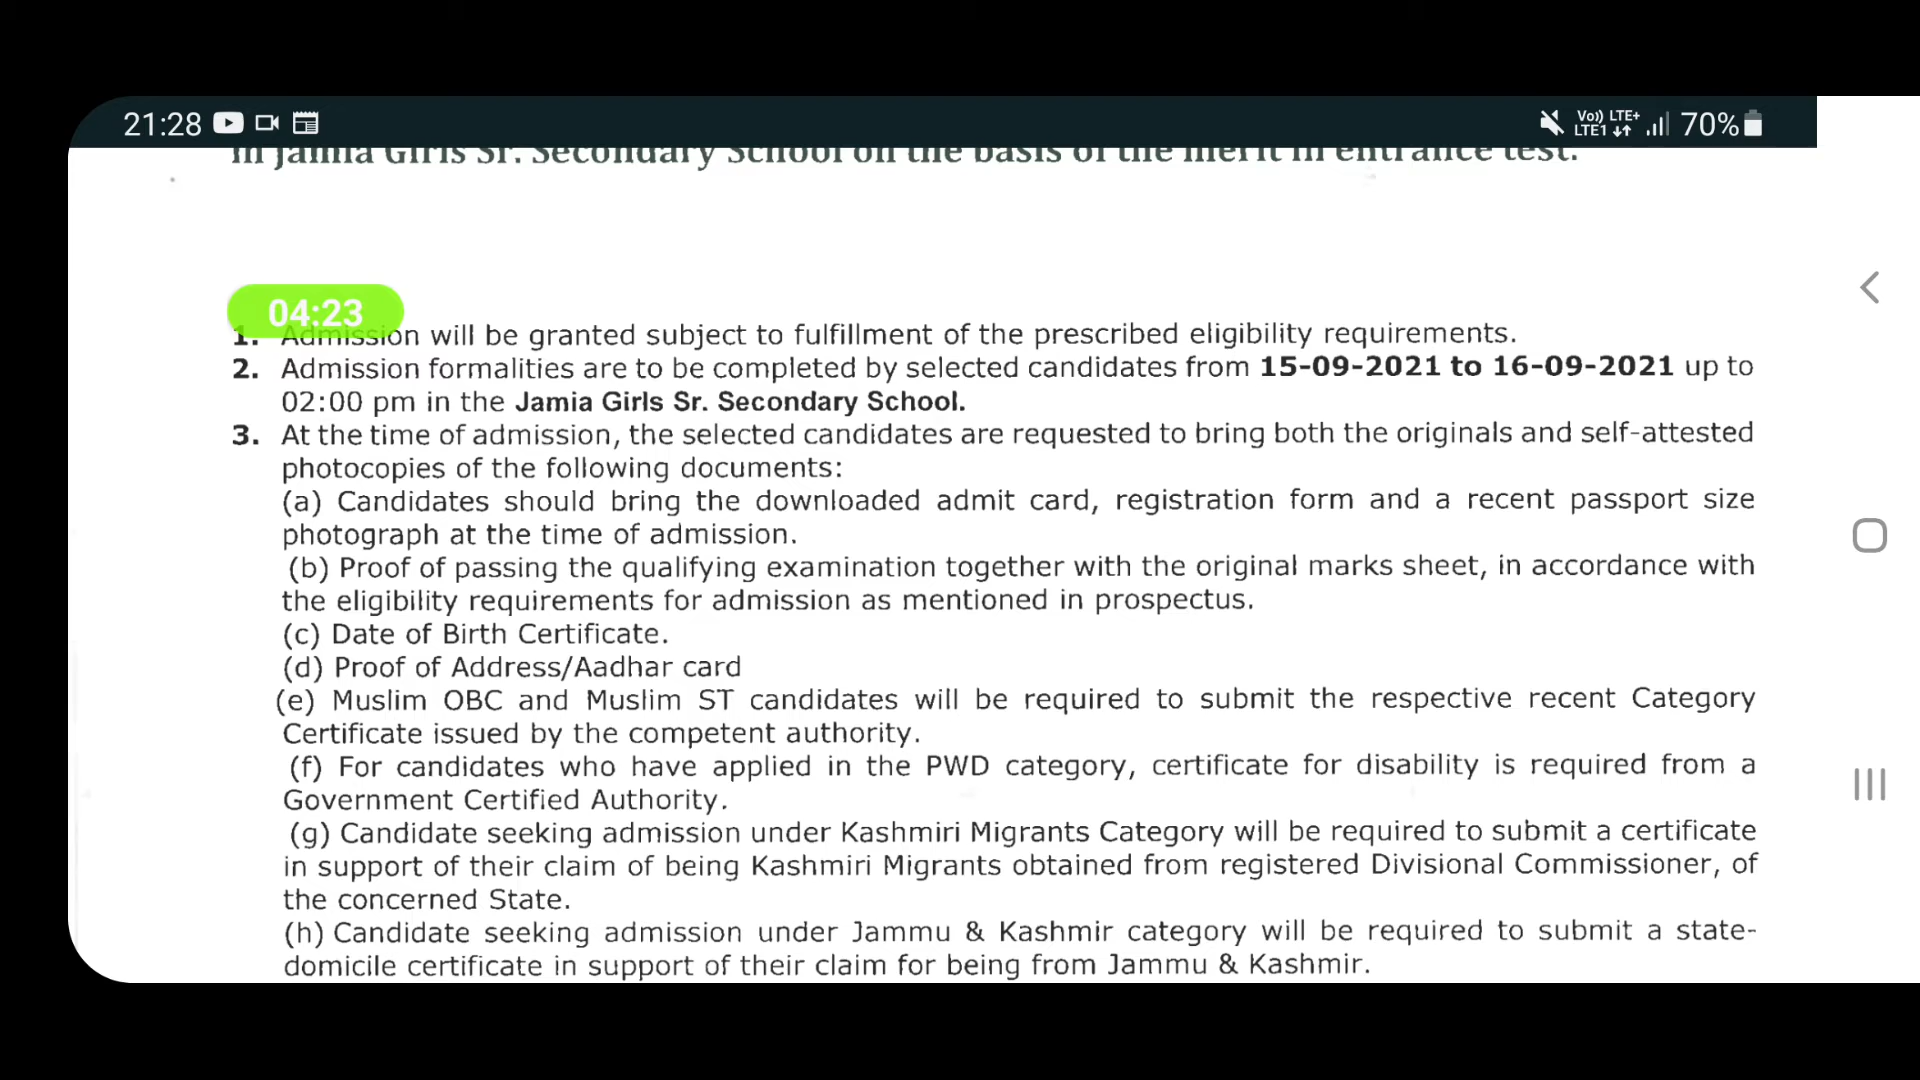 21:28 Vo)) LTE+ LTE1 70%
in Jamia Girls Sr. Secondary School on the basis of the merit in entrance test.
04:23
1. Admission will be granted subject to fulfillment of the prescribed eligibility requirements.
2. Admission formalities are to be completed by selected candidates from 15-09-2021 to 16-09-2021 up to
02:00 pm in the Jamia Girls Sr. Secondary School.
3. At the time of admission, the selected candidates are requested to bring both the originals and self-attested
photocopies of the following documents:
(a) Candidates should bring the downloaded admit card, registration form and a recent passport size
photograph at the time of admission.
(b) Proof of passing the qualifying examination together with the original marks sheet, in accordance with
the eligibility requirements for admission as mentioned in prospectus.
(c) Date of Birth Certificate.
(d) Proof of Address/Aadhar card
(e) Muslim OBC and Muslim ST candidates will be required to submit the respective recent Category
Certificate issued by the competent authority.
(f) For candidates who have applied in the PWD category, certificate for disability is required from a
Government Certified Authority.
(g) Candidate seeking admission under Kashmiri Migrants Category will be required to submit a certificate
in support of their claim of being Kashmiri Migrants obtained from registered Divisional Commissioner, of
the concerned State.
(h) Candidate seeking admission under Jammu & Kashmir category will be required to submit a state-
domicile certificate in support of their claim for being from Jammu & Kashmir.